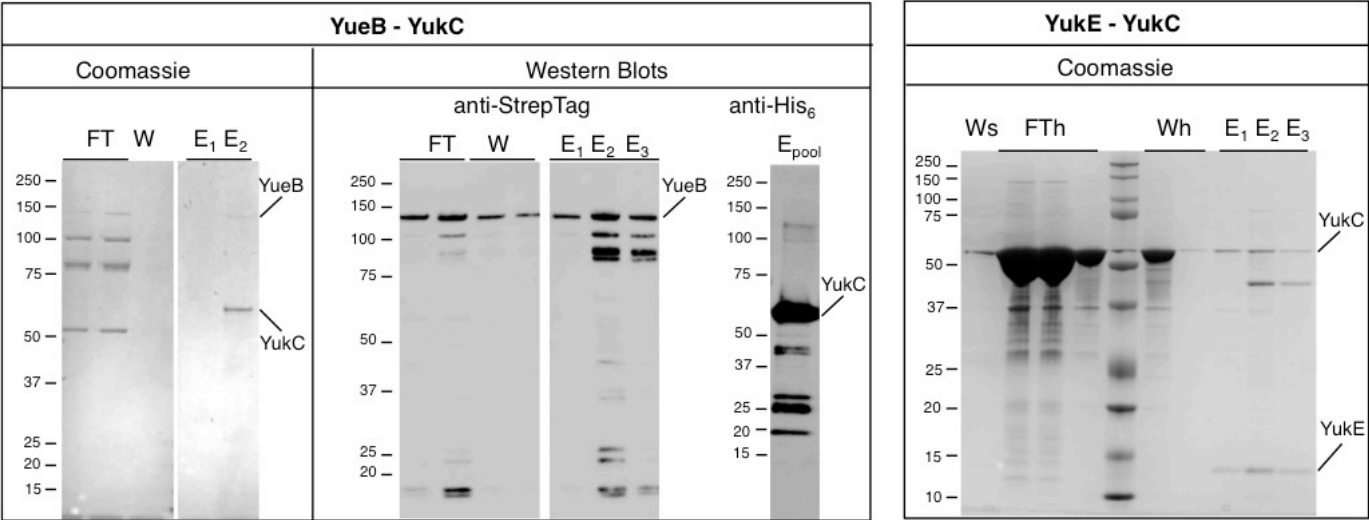 YueB - YukC
Coomassie
Western Blots
anti-StrepTag
anti-His6
FT W E1 E2
FT W E1 E2 E3
Epool
250
150
100
75
50
37
25
20
15
YueB
YukC
250
150
100
75
50
37
25
20
YueB
250
150
100
75
50
37
25
20
15
YukC
YukE - YukC
Coomassie
Ws FTh Wh E1 E2 E3
250
150
100
75
50
37
25
20
15
10
YukC
YukE